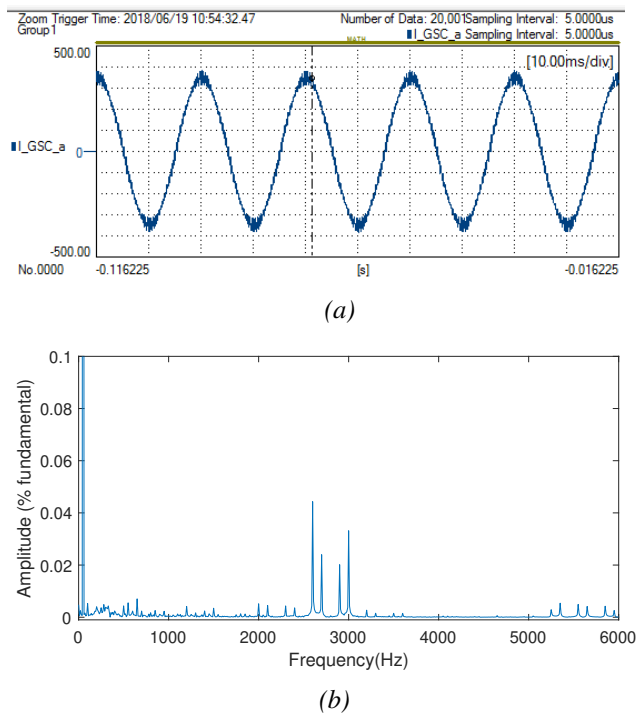 Zoom Trigger Time: 2018/06/19 10:54:32.47 Number of Data: 20,001 Sampling Interval: 5.0000us
Group1 I_GSC_a Sampling Interval: 5.0000us
MATH
500.00
[10.00ms/div]
I_GSC_a 0
-500.00
No.0000 -0.116225 [s] -0.016225
(a)
0.1
0.08
0.06
0.04
0.02
0
Amplitude (% fundamental)
0 1000 2000 3000 4000 5000 6000
Frequency(Hz)
(b)